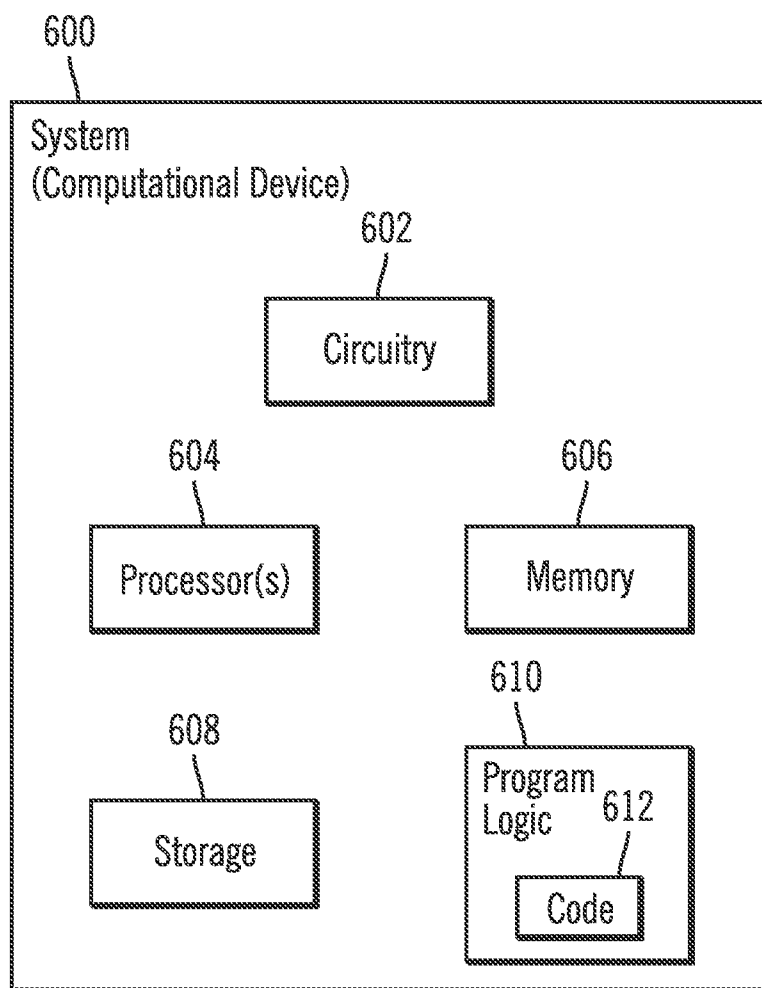 600
System
(Computational Device)
602
Circuitry
604
606
Processor(s)
Memory
610
608
Program
Logic
612
Storage
Code